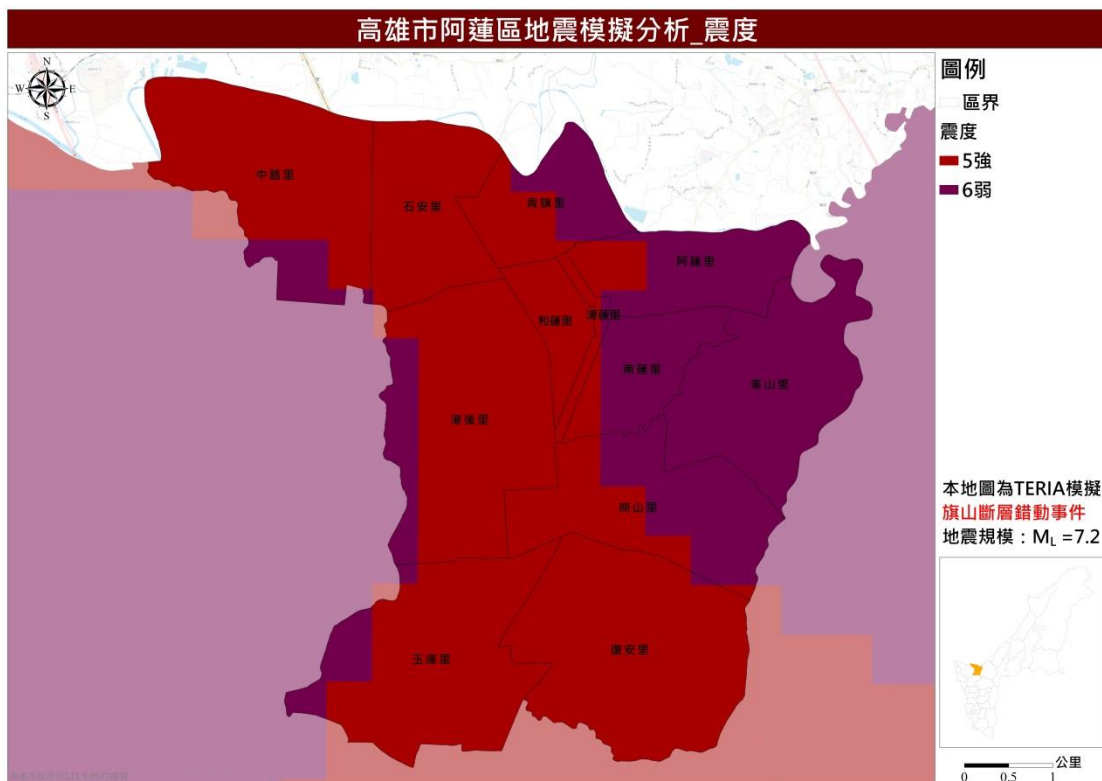 高雄市阿蓮區地震模擬分析_震度
N
W
E
S
圖例
區界
震度
5強
6弱
中路里
石安里
青旗里
阿蓮里
和蓮里
清蓮里
南蓮里
峯山里
港後里
崗山里
玉庫里
復安里
本地圖為TERIA模擬
旗山斷層錯動事件
地震規模：ML =7.2
公里
0 0.5 1